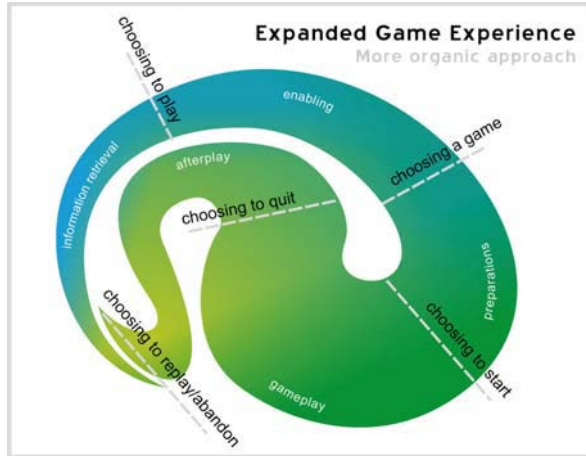 Expanded Game Experience
More organic approach
choosing to play
enabling
information retrieval
afterplay
choosing a game
choosing to quit
preparations
choosing to replay/abandon
choosing to start
gameplay